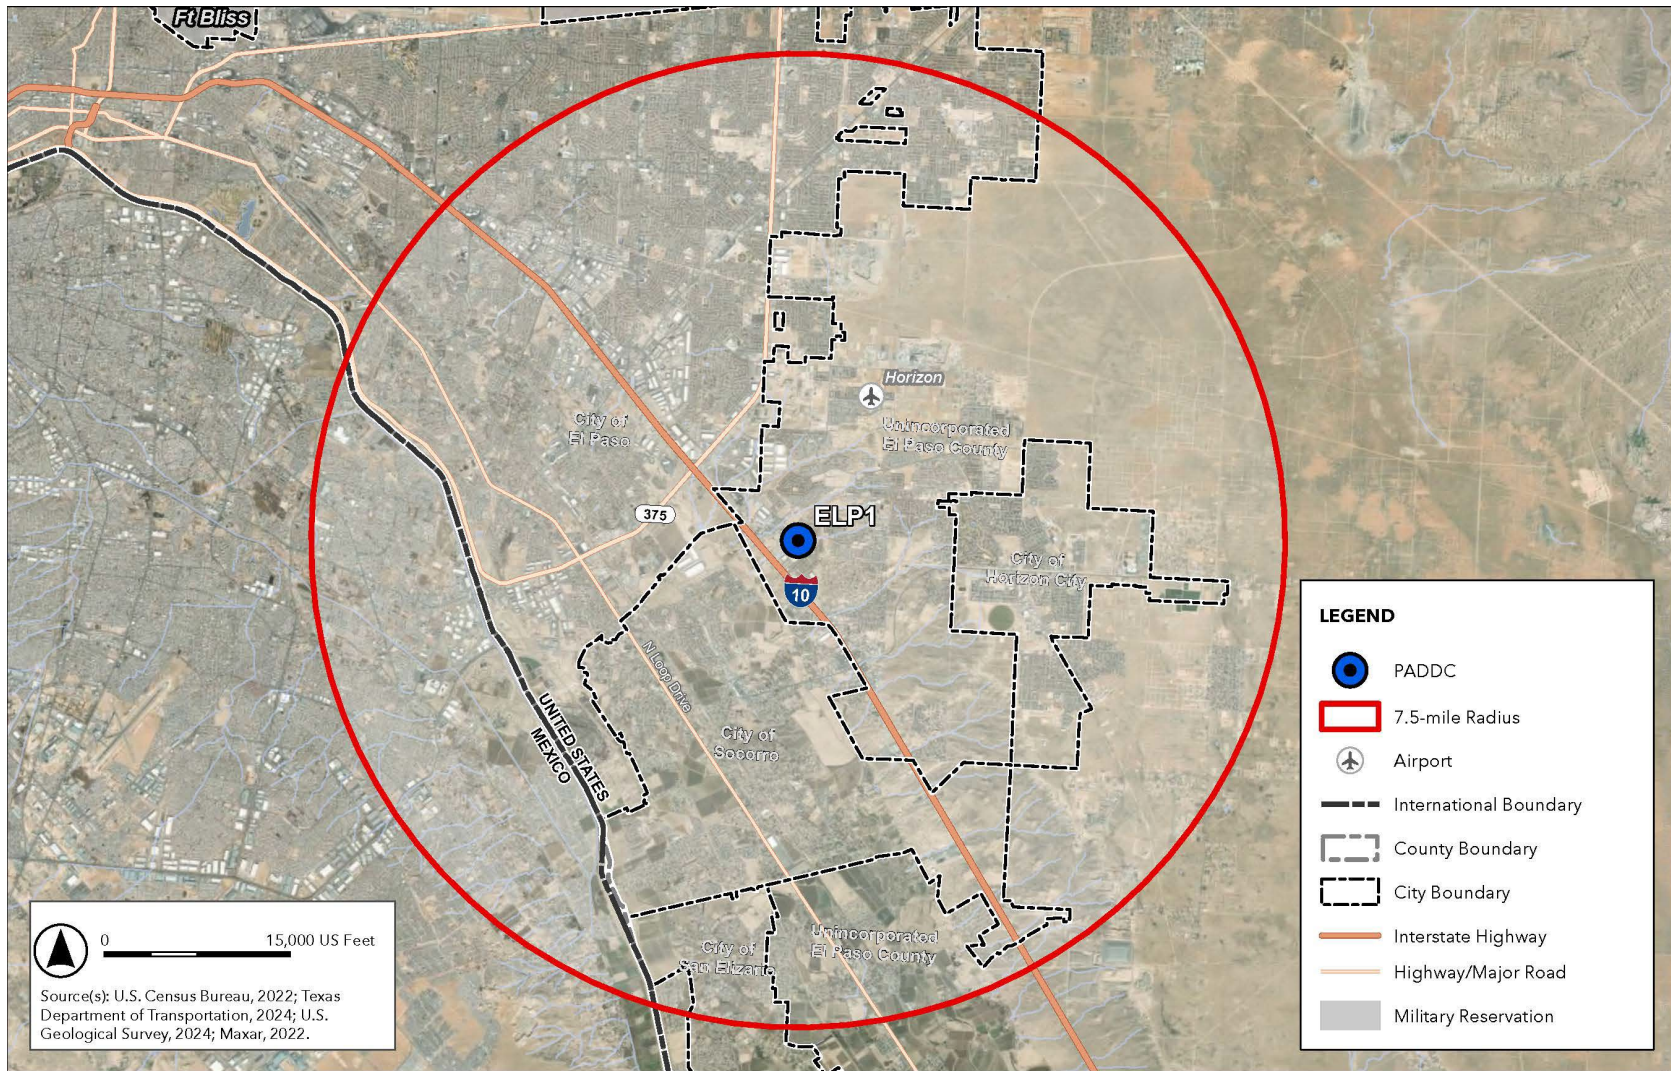 Ft Bliss
Horizon
City of
El Paso
Unincorporated
El Paso County
375
ELP1
10
City of
Horizon City
N Loop Drive
UNITED STATES
MEXICO
City of
Socorro
City of
San Elizario
Unincorporated
El Paso County
0 15,000 US Feet
Source(s): U.S. Census Bureau, 2022; Texas
Department of Transportation, 2024; U.S.
Geological Survey, 2024; Maxar, 2022.
LEGEND
PADDC
7.5-mile Radius
Airport
International Boundary
County Boundary
City Boundary
Interstate Highway
Highway/Major Road
Military Reservation